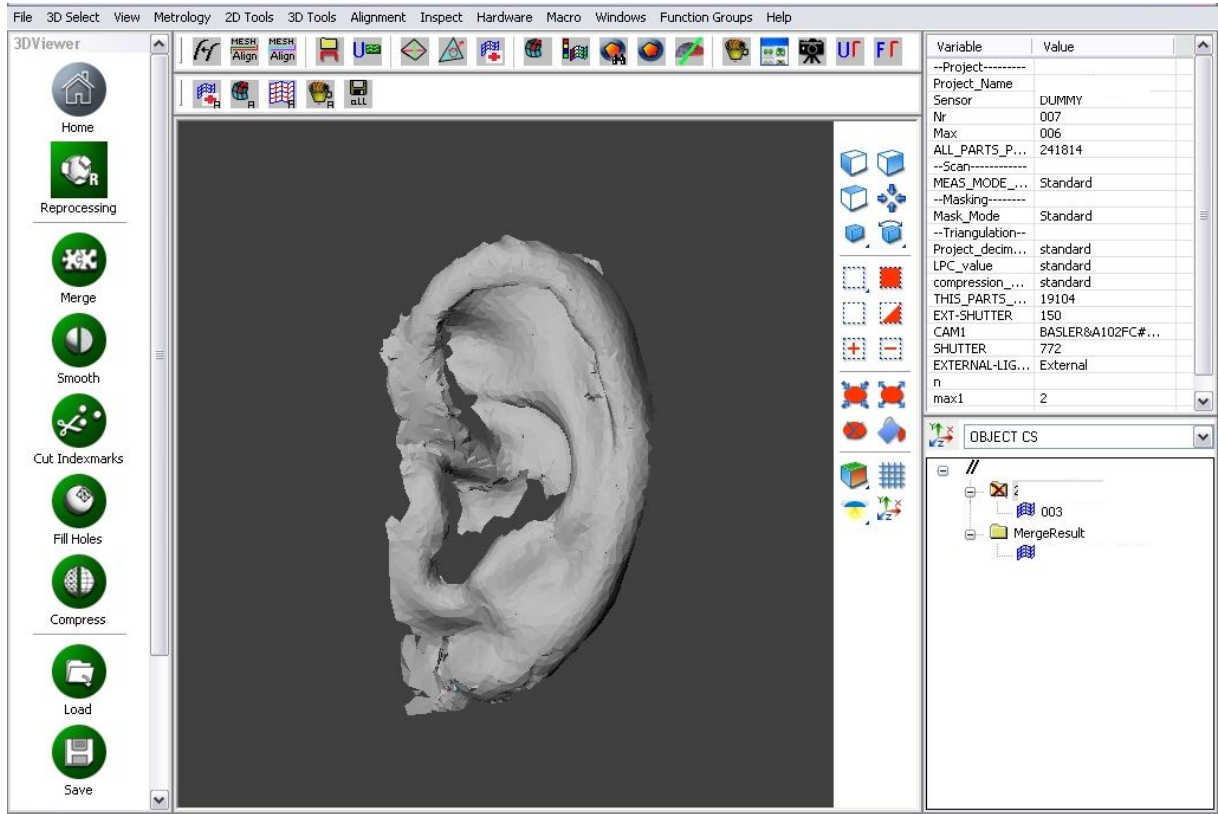 File 3D Select View Metrology 2D Tools 3D Tools Alignment Inspect Hardware Macro Windows Function Groups Help
3DViewer
Home
Reprocessing
Merge
Smooth
Cut Indexmarks
Fill Holes
Compress
Load
Save
MESH Align
MESH Align
all
Variable Value
--Project---------
Project_Name
Sensor DUMMY
Nr 007
Max 006
ALL_PARTS_P... 241814
--Scan------------
MEAS_MODE_... Standard
--Masking--------
Mask_Mode Standard
--Triangulation--
Project_decim... standard
LPC_value standard
compression_... standard
THIS_PARTS_... 19104
EXT-SHUTTER 150
CAM1 BASLER&A102FC#...
SHUTTER 772
EXTERNAL-LIG... External
n
max1 2
OBJECT CS
//
003
MergeResult